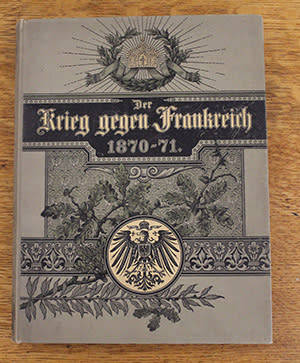 Der
Krieg gegen Frankreich
1870-71.